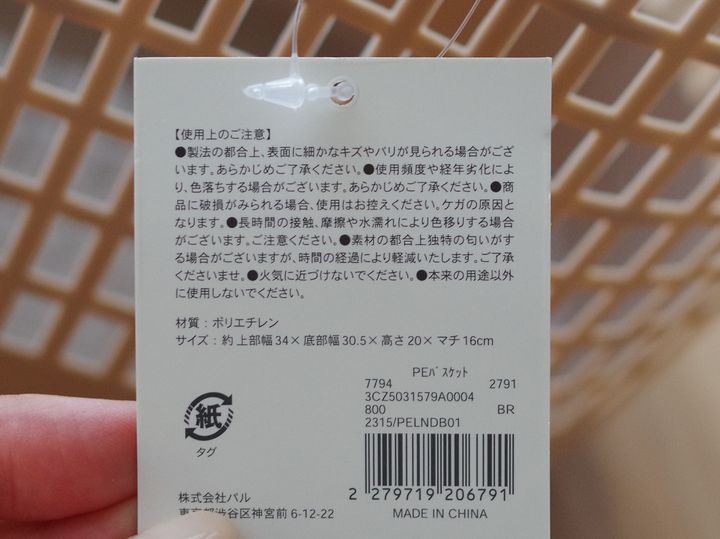 【使用上のご注意】
●製法の都合上、表面に細かなキズやバリが見られる場合がござ
います。あらかじめご了承ください。●使用頻度や経年劣化によ
り、色落ちする場合がございます。あらかじめご了承ください。●商
品に破損がみられる場合、使用はお控えください。ケガの原因と
なります。●長時間の接触、摩擦や水濡れにより色移りする場合
がございます。ご注意ください。●素材の都合上独特の匂いがす
る場合がございますが、時間の経過により軽減いたします。ご了承
くださいませ。●火気に近づけないでください。●本来の用途以外
に使用しないでください。
材質：ポリエチレン
サイズ：約 上部幅34×底部幅30.5×高さ20×マチ16cm
PEﾊﾞｽｹｯﾄ
7794 2791
3CZ5031579A0004
800 BR
2315/PELNDB01
紙
タグ
2 279719 206791
株式会社パル
東京都渋谷区神宮前 6-12-22
MADE IN CHINA